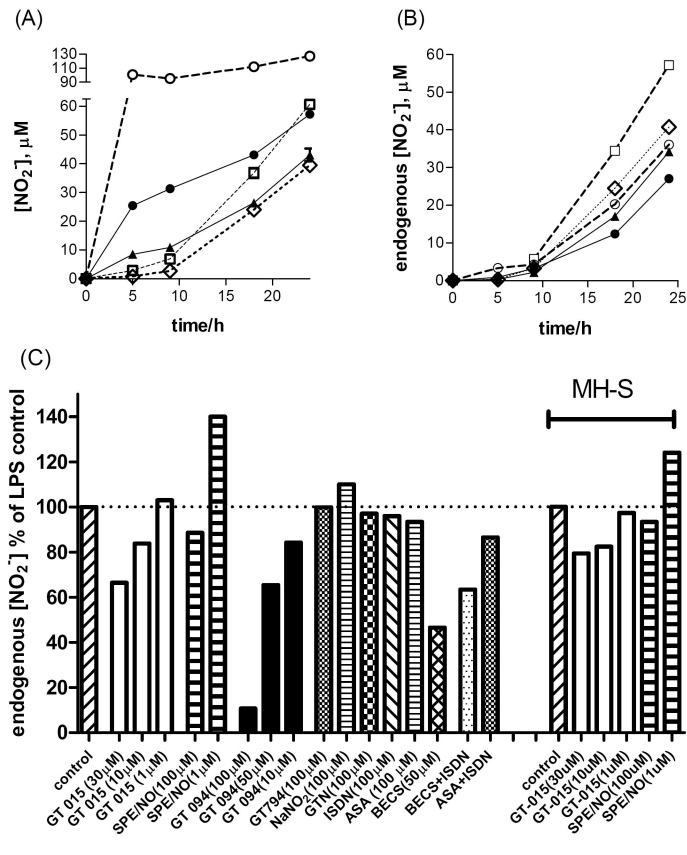 (A)
(B)
[NO2-], μM
130
110
90
60
50
40
30
20
10
0
0 5 10 15 20
time/h
endogenous [NO2-], μM
60
50
40
30
20
10
0
0 5 10 15 20 25
time/h
(C)
MH-S
endogenous [NO2-] % of LPS control
140
120
100
80
60
40
20
0
control
GT 015 (30μM)
GT 015 (10μM)
GT 015 (1μM)
SPE/NO(100μM)
SPE/NO(1μM)
GT 094(100μM)
GT 094(50μM)
GT 094(10μM)
GT794(100μM)
NaNO2(100μM)
GTN(100μM)
ISDN(100μM)
ASA (100 μM)
BECS(50μM)
BECS+ISDN
ASA+ISDN
control
GT-015(30uM)
GT-015(10uM)
GT-015(1uM)
SPE/NO(100uM)
SPE/NO(1uM)